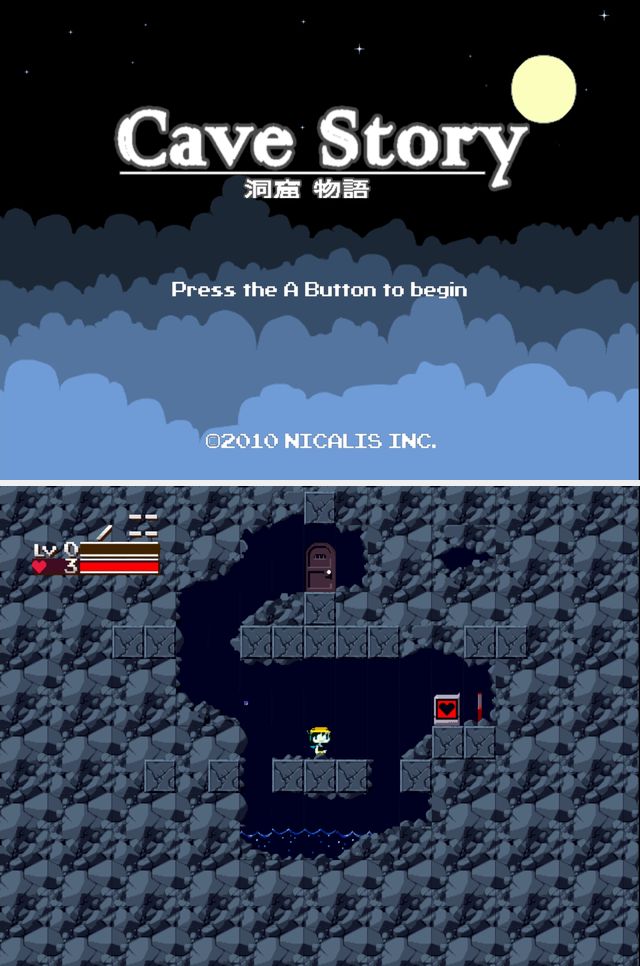 Cave Story
洞窟 物語
Press the A Button to begin
©2010 NICALIS INC.
-- --
Lv 0 -- --
3